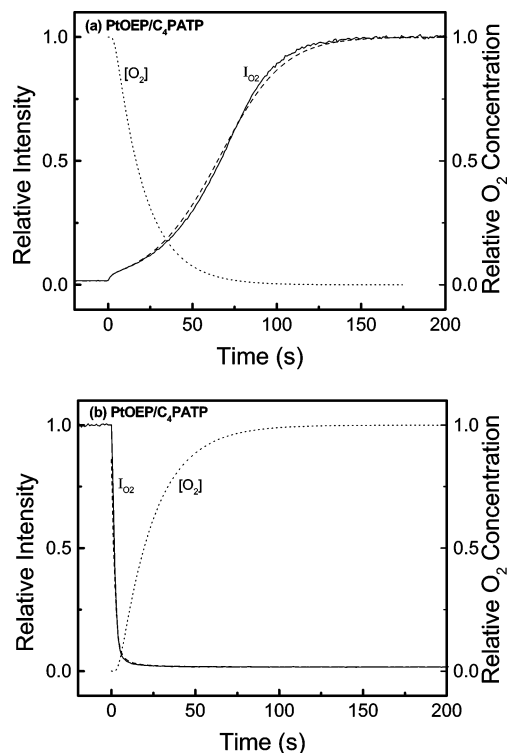 (a) PtOEP/C₄PATP
[O₂]
I_O2
1.0
0.5
0.0
1.0
0.5
0.0
Relative Intensity
Relative O₂ Concentration
0 50 100 150 200
Time (s)
(b) PtOEP/C₄PATP
I_O2
[O₂]
1.0
0.5
0.0
1.0
0.5
0.0
Relative Intensity
Relative O₂ Concentration
0 50 100 150 200
Time (s)